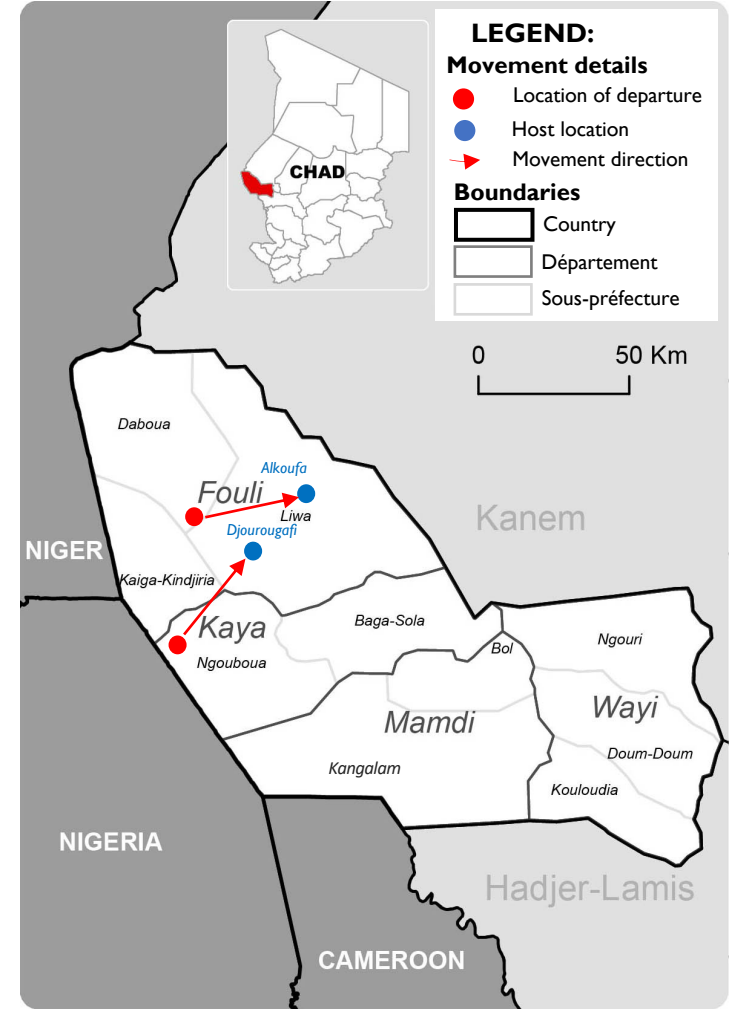 LEGEND:
Movement details
Location of departure
Host location
Movement direction
Boundaries
Country
Département
Sous-préfecture
CHAD
0 50 Km
Daboua
Alkoufa
Fouli
Liwa
Djourougafi
Kanem
NIGER
Kaiga-Kindjiria
Kaya
Baga-Sola
Ngouri
Bol
Ngouboua
Wayi
Mamdi
Doum-Doum
Kangalam
Kouloudia
NIGERIA
Hadjer-Lamis
CAMEROON